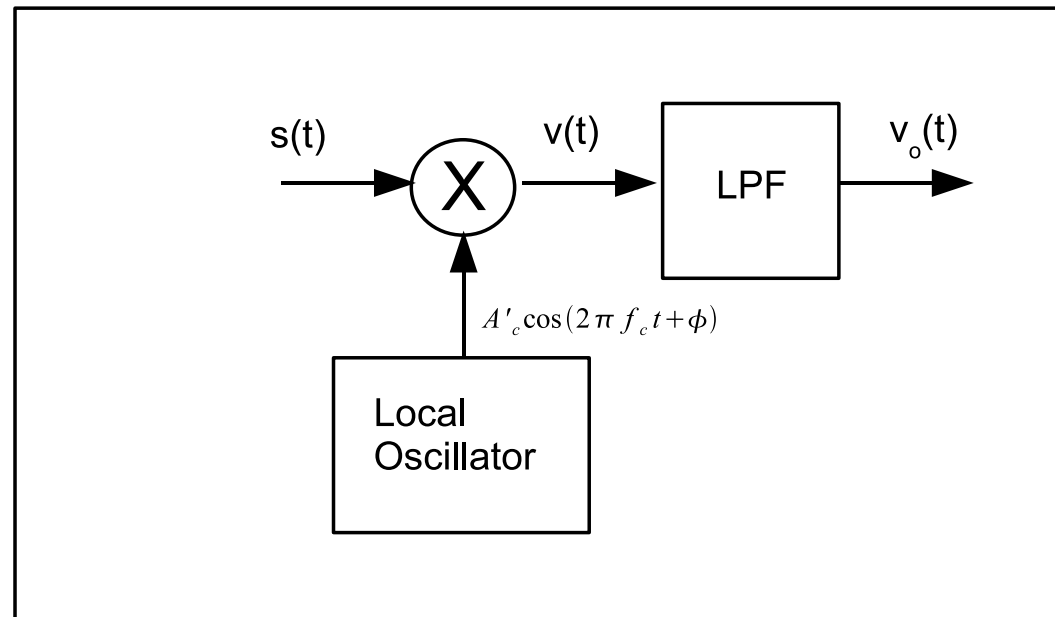 s(t)
v(t)
v_o(t)
X
LPF
A'_c cos(2π f_c t+ϕ)
Local
Oscillator